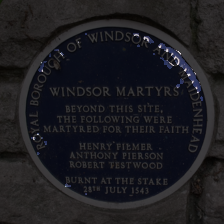 ROYAL BOROUGH OF WINDSOR AND MAIDENHEAD
WINDSOR MARTYRS
BEYOND THIS SITE,
THE FOLLOWING WERE
MARTYRED FOR THEIR FAITH
HENRY FILMER
ANTHONY PIERSON
ROBERT TESTWOOD
BURNT AT THE STAKE
28TH JULY 1543